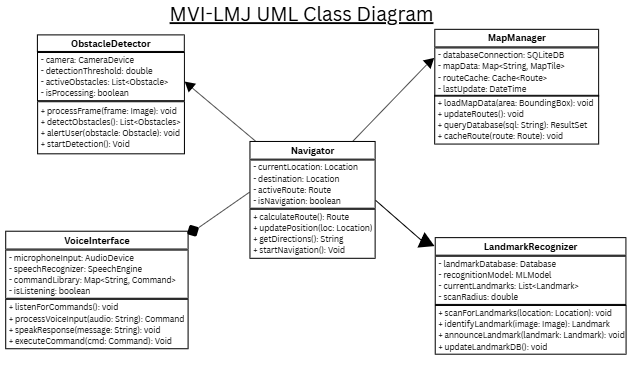 MVI-LMJ UML Class Diagram
ObstacleDetector
- camera: CameraDevice
- detectionThreshold: double
- activeObstacles: List<Obstacle>
- isProcessing: boolean
+ processFrame(frame: Image): void
+ detectObstacles(): List<Obstacles>
+ alertUser(obstacle: Obstacle): void
+ startDetection(): Void
MapManager
- databaseConnection: SQLiteDB
- mapData: Map<String, MapTile>
- routeCache: Cache<Route>
- lastUpdate: DateTime
+ loadMapData(area: BoundingBox): void
+ updateRoutes(): void
+ queryDatabase(sql: String): ResultSet
+ cacheRoute(route: Route): void
Navigator
- currentLocation: Location
- destination: Location
- activeRoute: Route
- isNavigation: boolean
+ calculateRoute(): Route
+ updatePosition(loc: Location)
+ getDirections(): String
+ startNavigation(): Void
VoiceInterface
- microphoneInput: AudioDevice
- speechRecognizer: SpeechEngine
- commandLibrary: Map<String, Command>
- isListening: boolean
+ listenForCommands(): void
+ processVoiceInput(audio: String): Command
+ speakResponse(message: String): void
+ executeCommand(cmd: Command): Void
LandmarkRecognizer
- landmarkDatabase: Database
- recognitionModel: MLModel
- currentLandmarks: List<Landmark>
- scanRadius: double
+ scanForLandmarks(location: Location): void
+ identifyLandmark(image: Image): Landmark
+ announceLandmark(landmark: Landmark): void
+ updateLandmarkDB(): void